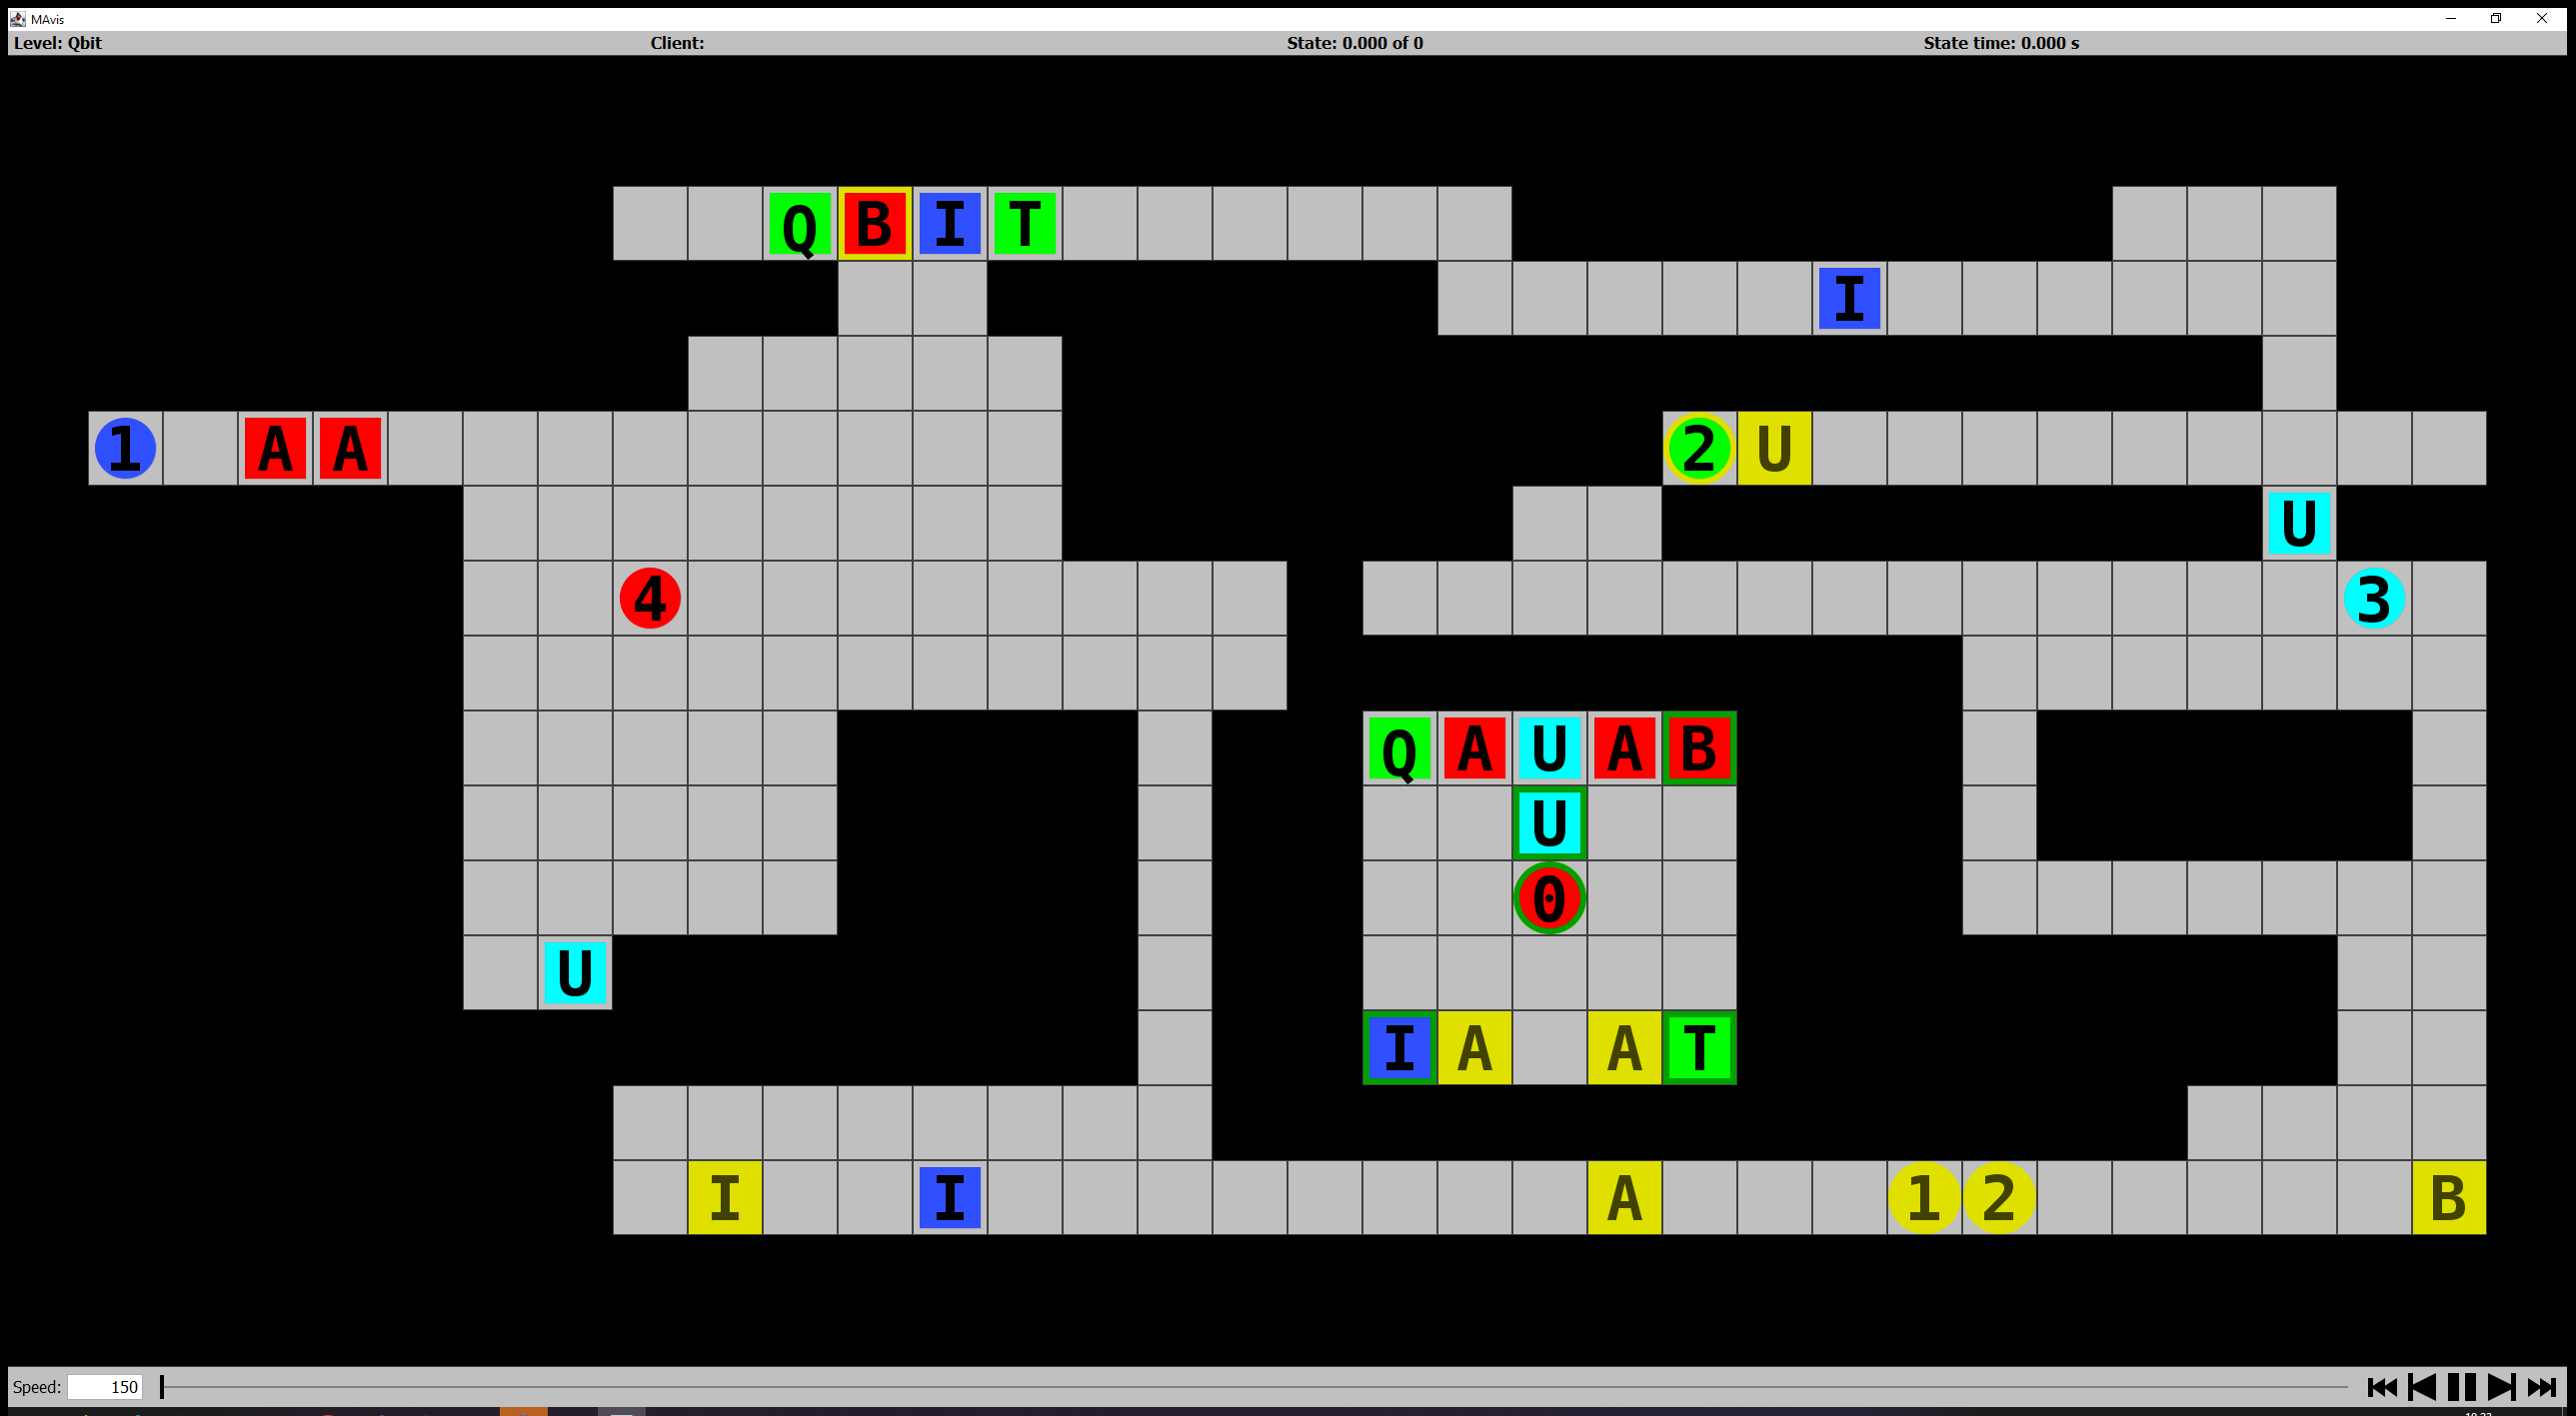 MAvis
Level: Qbit Client: State: 0.000 of 0 State time: 0.000 s
Q B I T
I
1 A A 2 U
U
4 3
Q A U A B
U
0
U
I A A T
I I A 1 2 B
Speed: 150